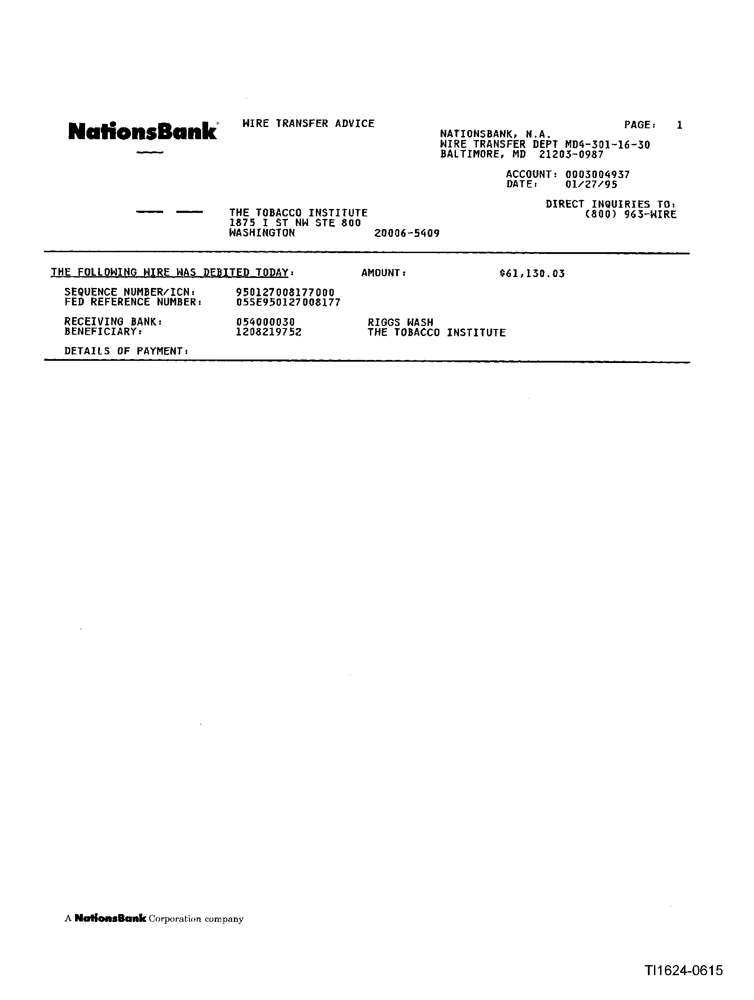 NationsBank WIRE TRANSFER ADVICE PAGE: 1
NATIONSBANK, N.A.
WIRE TRANSFER DEPT MD4-301-16-30
BALTIMORE, MD 21203-0987
ACCOUNT: 0003004937
DATE: 01/27/95
DIRECT INQUIRIES TO:
(800) 963-WIRE
THE TOBACCO INSTITUTE
1875 I ST NW STE 800
WASHINGTON 20006-5409
THE FOLLOWING WIRE WAS DEBITED TODAY: AMOUNT: $61,130.03
SEQUENCE NUMBER/ICN: 950127008177000
FED REFERENCE NUMBER: 05SE950127008177
RECEIVING BANK: 054000030 RIGGS WASH
BENEFICIARY: 1208219752 THE TOBACCO INSTITUTE
DETAILS OF PAYMENT:
A NationsBank Corporation company
TI1624-0615